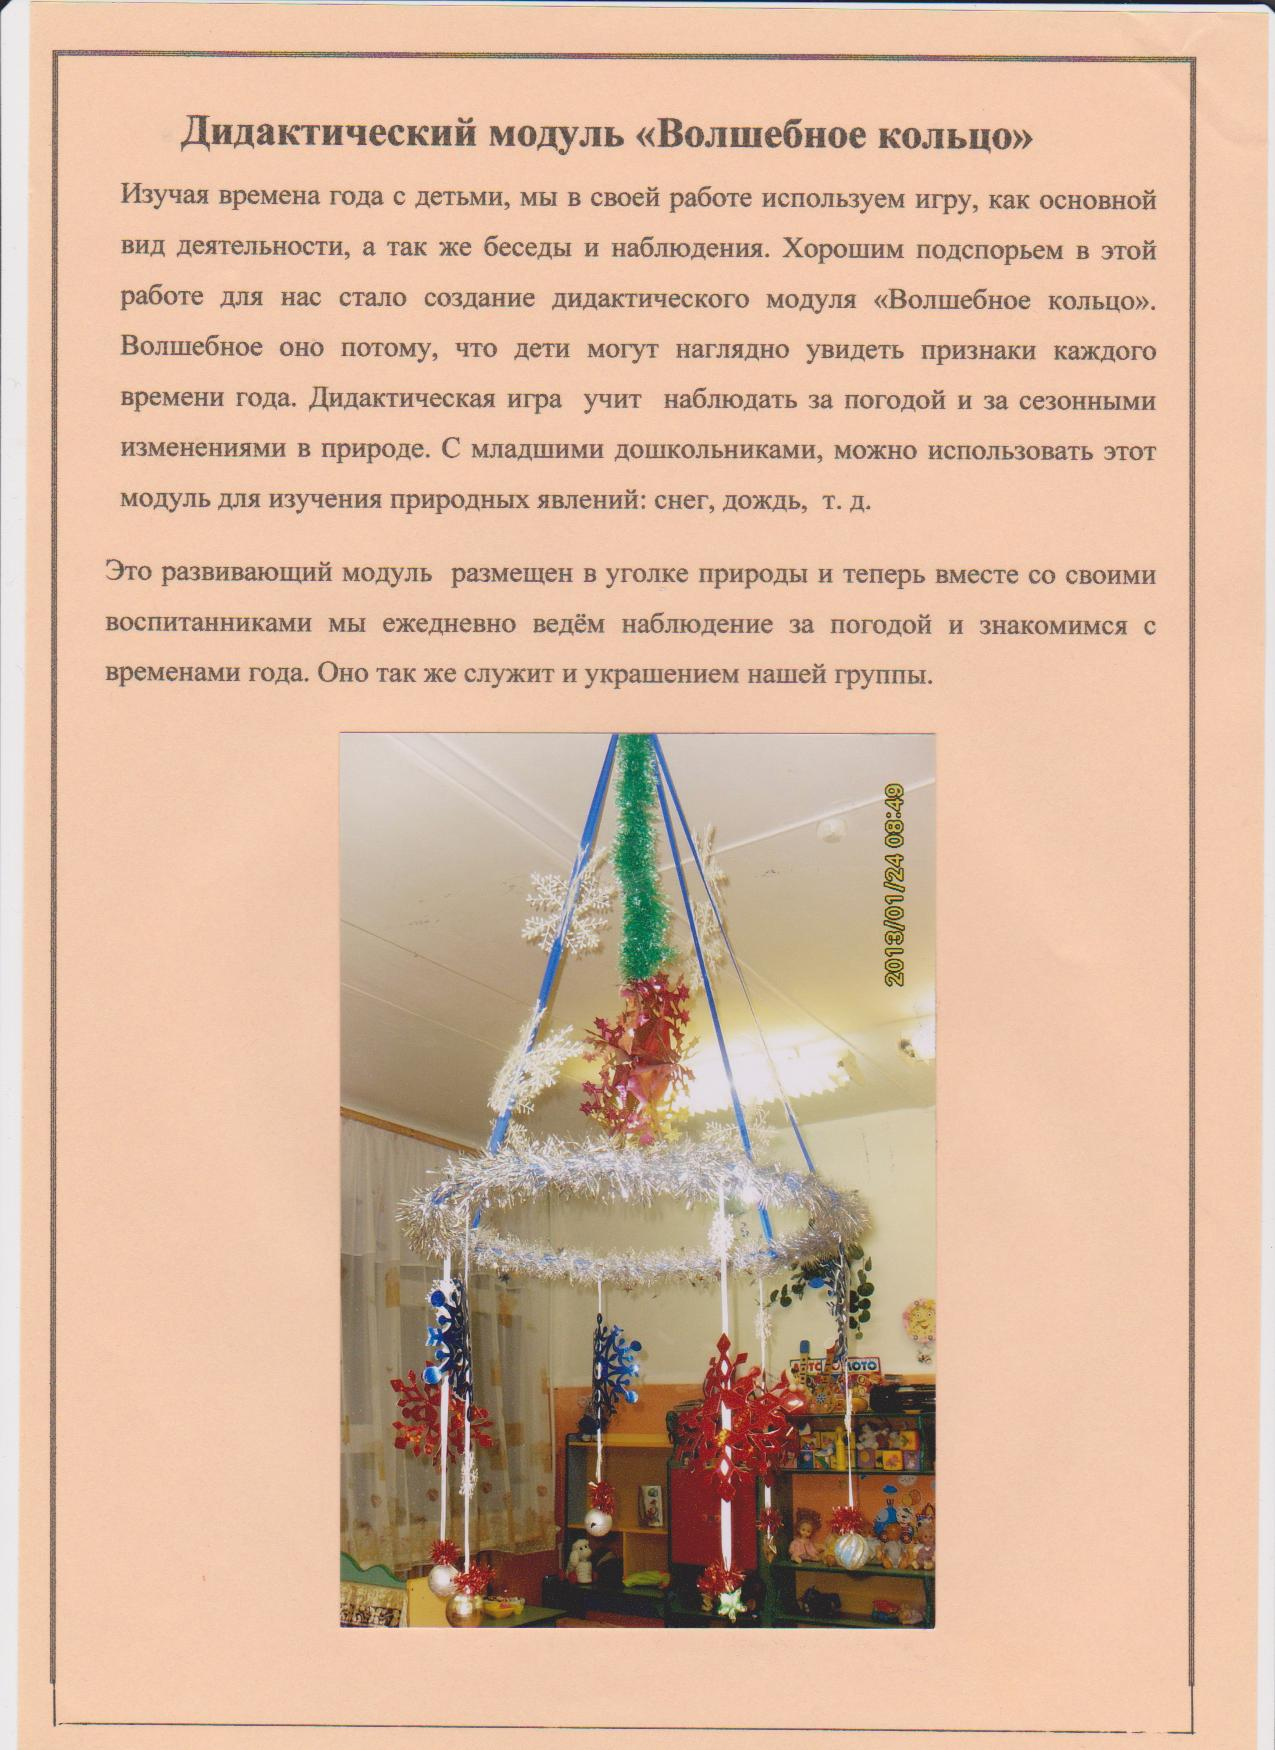 Дидактический модуль «Волшебное кольцо»
Изучая времена года с детьми, мы в своей работе используем игру, как основной
вид деятельности, а так же беседы и наблюдения. Хорошим подспорьем в этой
работе для нас стало создание дидактического модуля «Волшебное кольцо».
Волшебное оно потому, что дети могут наглядно увидеть признаки каждого
времени года. Дидактическая игра учит наблюдать за погодой и за сезонными
изменениями в природе. С младшими дошкольниками, можно использовать этот
модуль для изучения природных явлений: снег, дождь, т. д.
Это развивающий модуль размещен в уголке природы и теперь вместе со своими
воспитанниками мы ежедневно ведём наблюдение за погодой и знакомимся с
временами года. Оно так же служит и украшением нашей группы.
2013/01/24 08:49